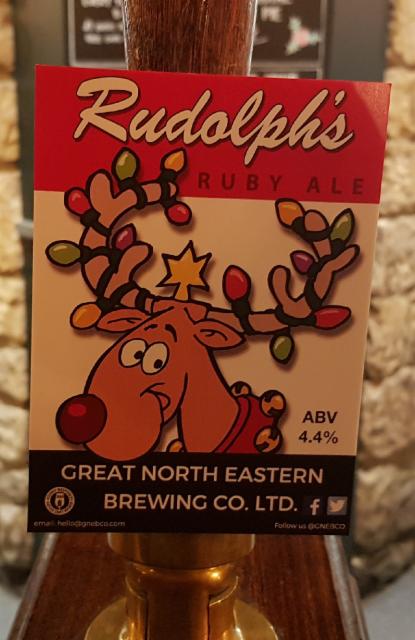 Rudolph's
RUBY ALE
ABV
4.4%
GREAT NORTH EASTERN
BREWING CO. LTD.
email: hello@gnebco.com
Follow us @GNEBCO